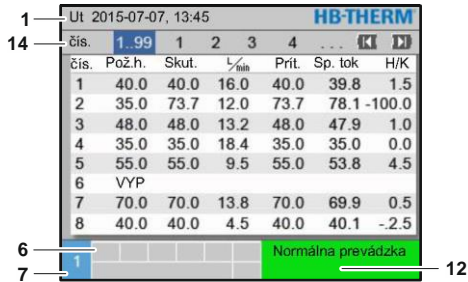 1 Ut 2015-07-07, 13:45 HB-THERM
14 čís. 1..99 1 2 3 4 ...
čís. Pož.h. Skut. L/min Prít. Sp. tok H/K
1 40.0 40.0 16.0 40.0 39.8 1.5
2 35.0 73.7 12.0 73.7 78.1 -100.0
3 48.0 48.0 13.2 48.0 47.9 1.0
4 35.0 35.0 18.4 35.0 35.0 0.0
5 55.0 55.0 9.5 55.0 53.8 4.5
6 VYP
7 70.0 70.0 13.8 70.0 69.9 0.5
8 40.0 40.0 4.5 40.0 40.1 -.2.5
6 Normálna prevádzka
7 1 12